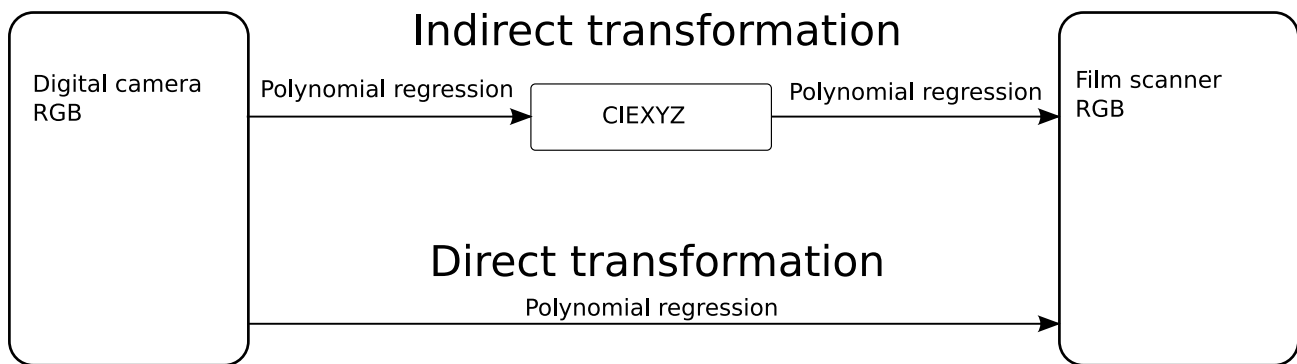 Indirect transformation
Digital camera
RGB
Polynomial regression
CIEXYZ
Polynomial regression
Film scanner
RGB
Direct transformation
Polynomial regression